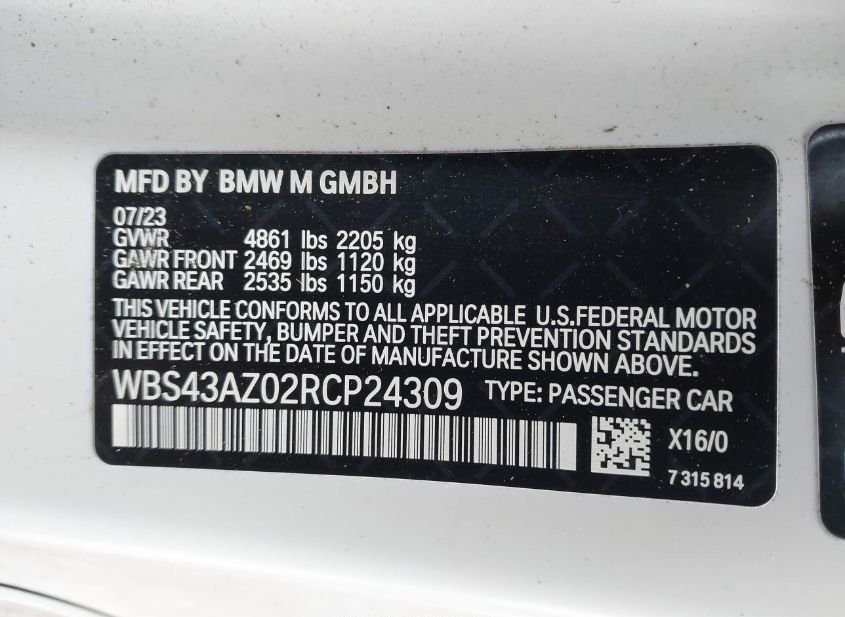 MFD BY BMW M GMBH
07/23
GVWR 4861 lbs 2205 kg
GAWR FRONT 2469 lbs 1120 kg
GAWR REAR 2535 lbs 1150 kg
THIS VEHICLE CONFORMS TO ALL APPLICABLE U.S.FEDERAL MOTOR
VEHICLE SAFETY, BUMPER AND THEFT PREVENTION STANDARDS
IN EFFECT ON THE DATE OF MANUFACTURE SHOWN ABOVE.
WBS43AZ02RCP24309 TYPE: PASSENGER CAR
X16/0
7 315 814